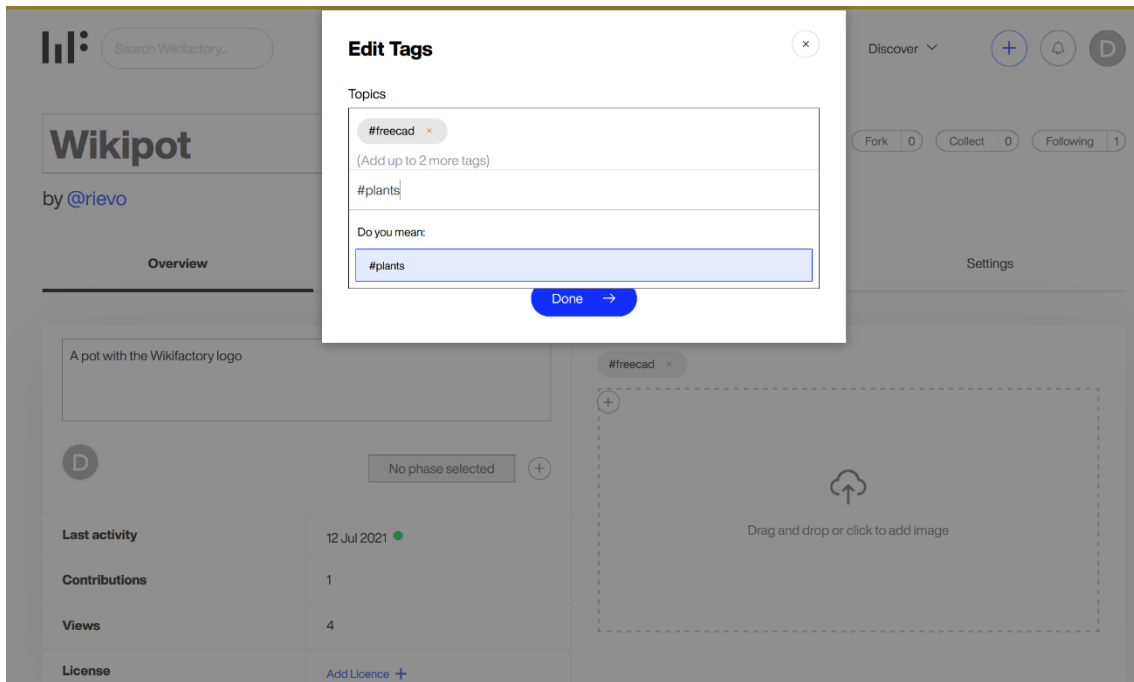 Search Wikifactory...
Discover
D
Wikipot
by @rievo
Fork 0
Collect 0
Following 1
Overview
Settings
Edit Tags
×
Topics
#freecad ×
(Add up to 2 more tags)
#plants
Do you mean:
#plants
Done →
A pot with the Wikifactory logo
D
No phase selected
Last activity
12 Jul 2021
Contributions
1
Views
4
License
Add Licence +
#freecad ×
Drag and drop or click to add image